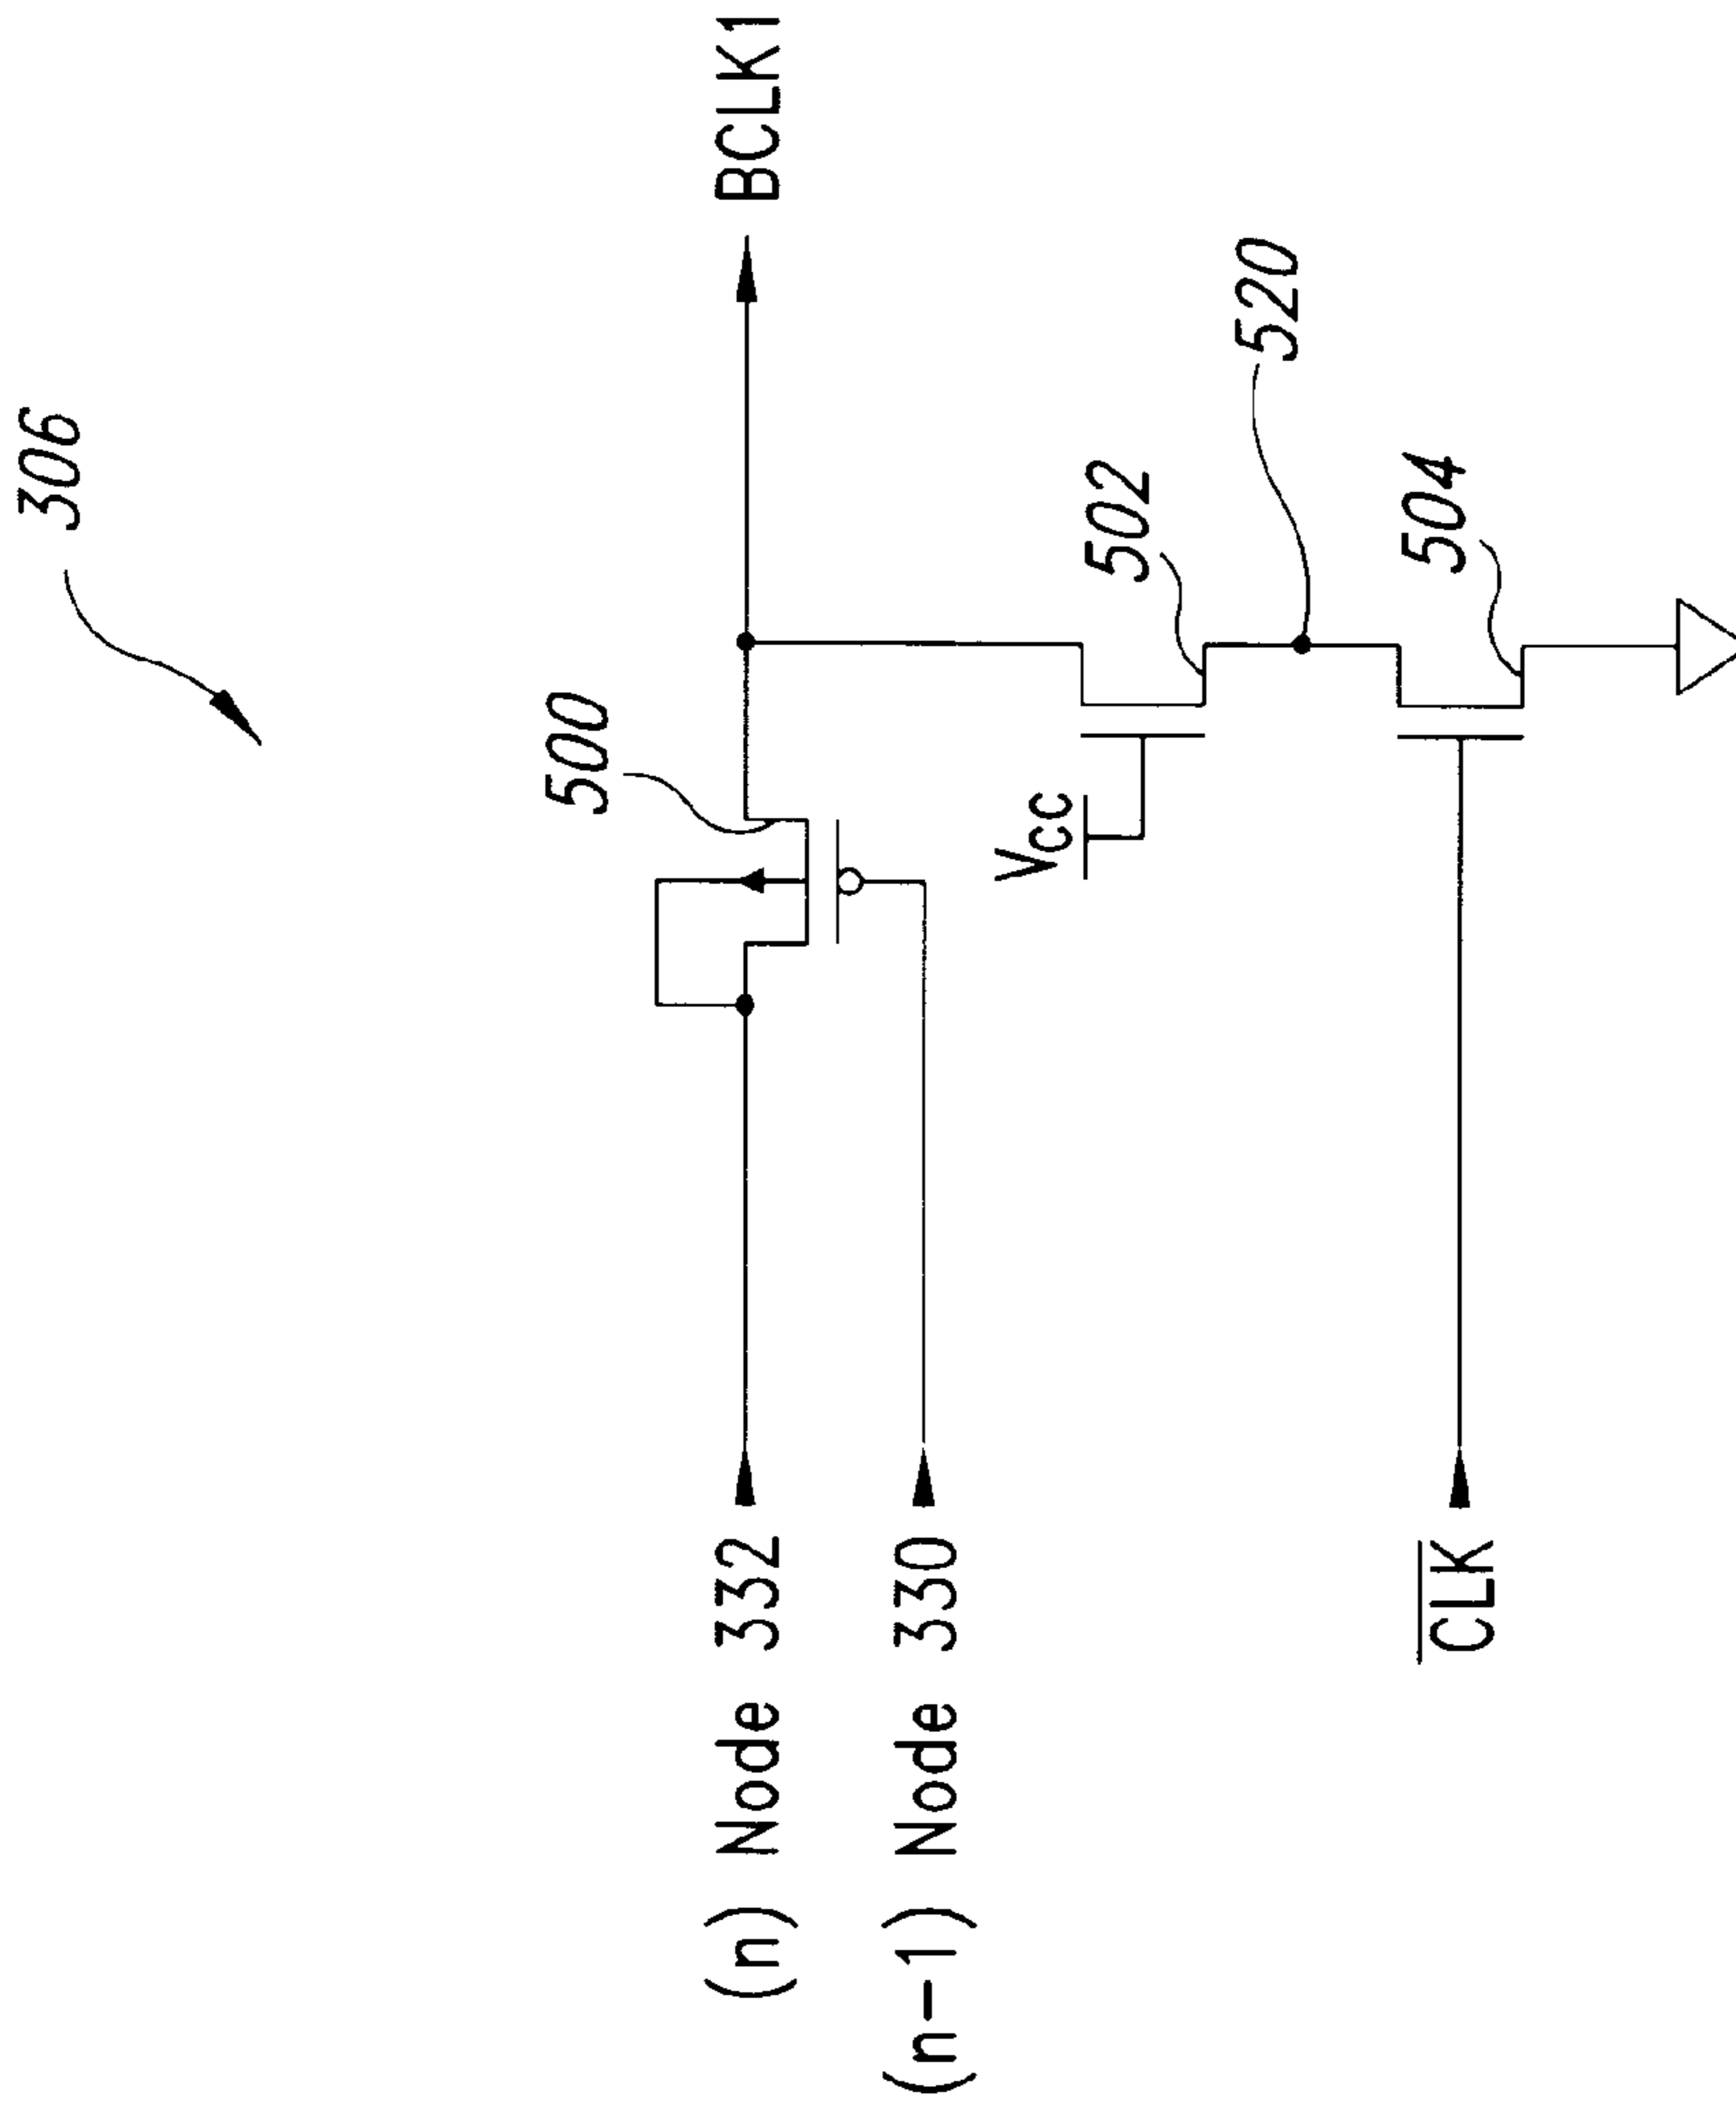 306
BCLK1
500
520
502
504
Vcc
(n) Node 332
(n-1) Node 330
CLK